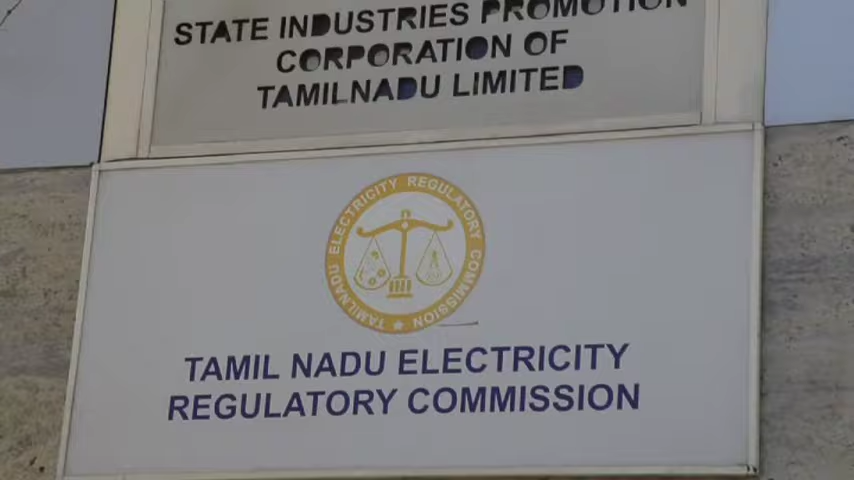 STATE INDUSTRIES PROMOTION
CORPORATION OF
TAMILNADU LIMITED
TAMILNADU ELECTRICITY REGULATORY COMMISSION
TAMIL NADU ELECTRICITY
REGULATORY COMMISSION